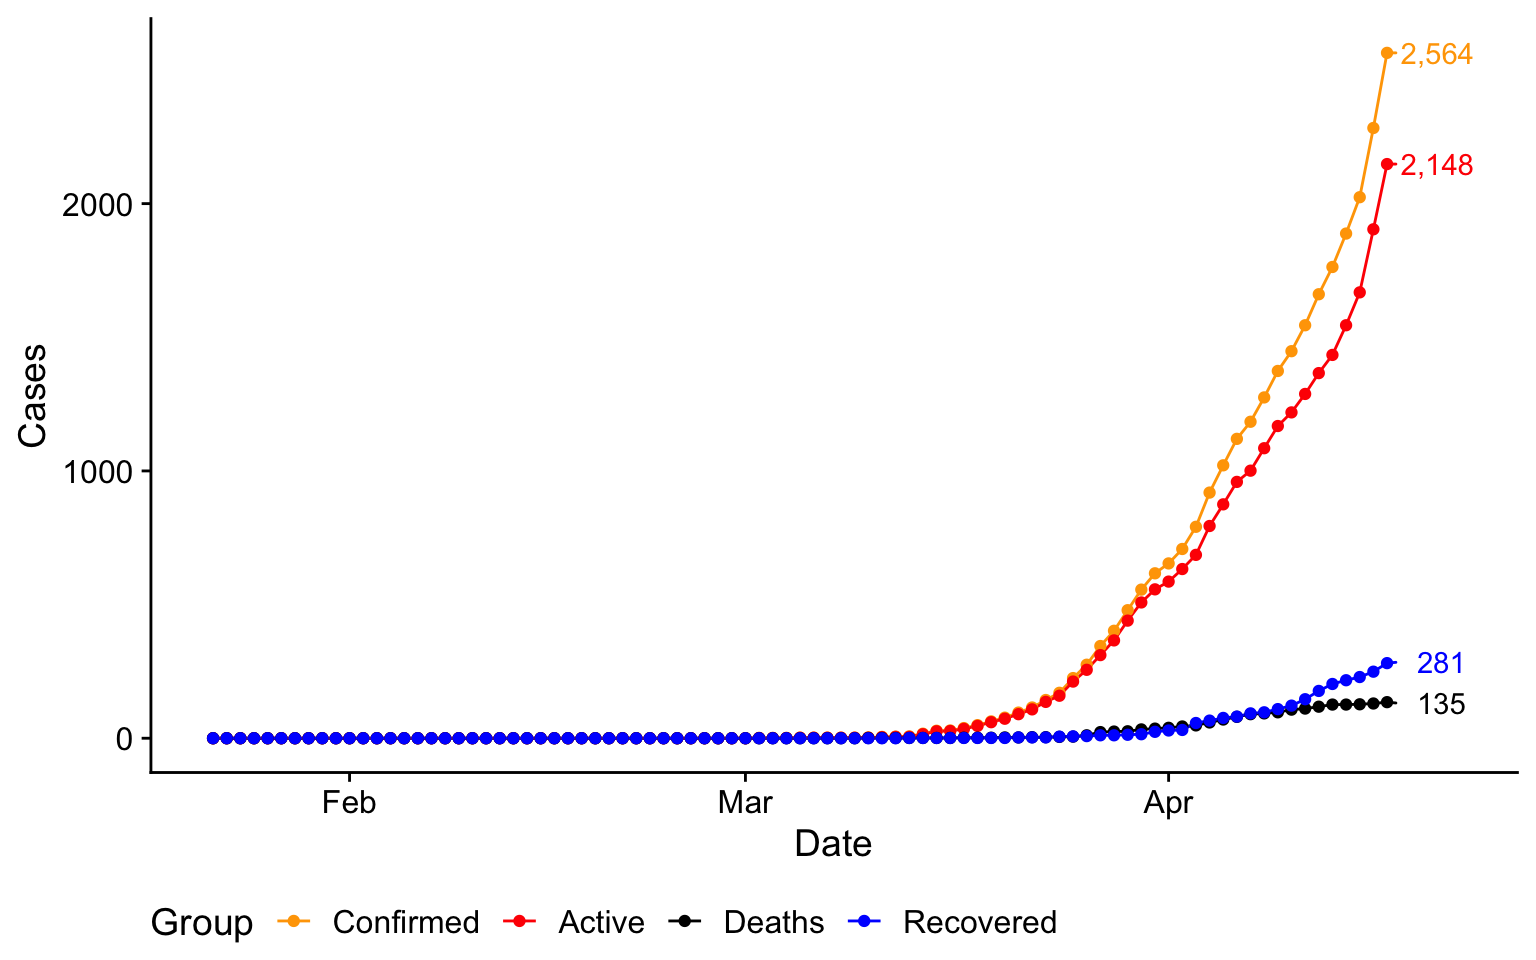 2,564
2,148
2000
Cases
1000
281
135
0
Feb Mar Apr
Date
Group Confirmed Active Deaths Recovered